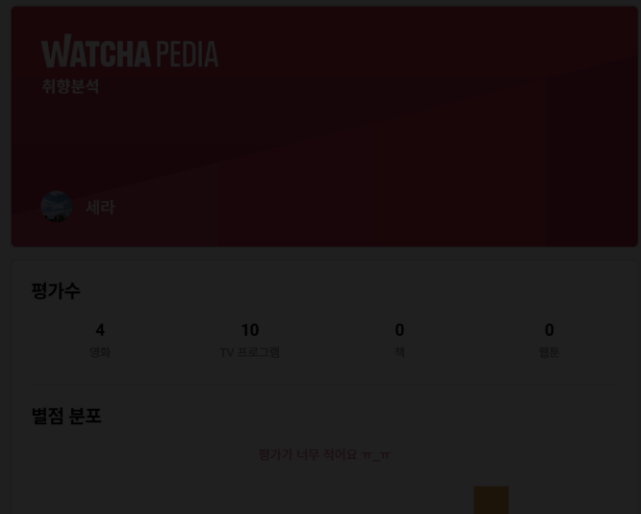 WATCHA PEDIA
취향분석
세라
평가수
4 10 0 0
영화 TV 프로그램 책 웹툰
별점 분포
평가가 너무 적어요 ㅠ_ㅠ